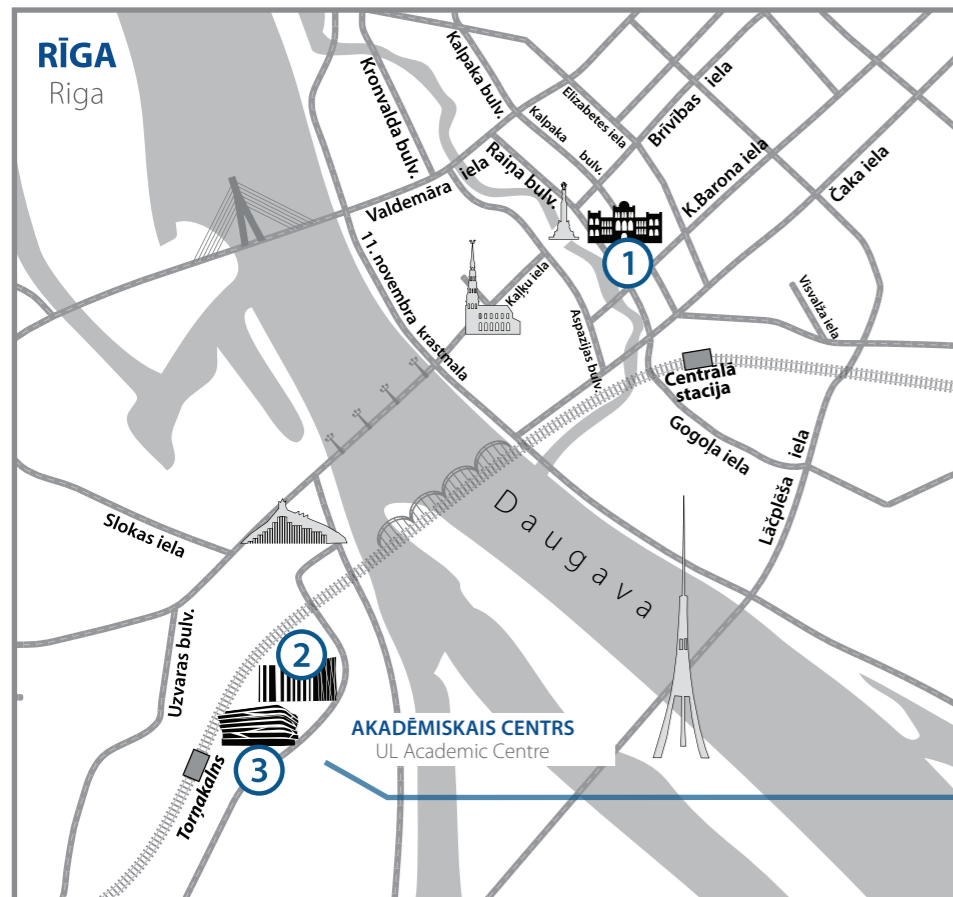 RĪGA
Riga
Kronvalda bulv.
Kalpaka bulv.
Elizabetes iela
Kalpaka bulv.
Brīvības iela
Raiņa bulv.
Valdemāra iela
K.Barona iela
Čaka iela
1
11. novembra krastmala
Kaļķu iela
Aspazijas bulv.
Visvalža iela
Centralā
stacija
Gogoļa iela
Lāčplēša iela
Daugava
Slokas iela
Uzvaras bulv.
2
AKADĒMISKAIS CENTRS
UL Academic Centre
3
Torņakalns